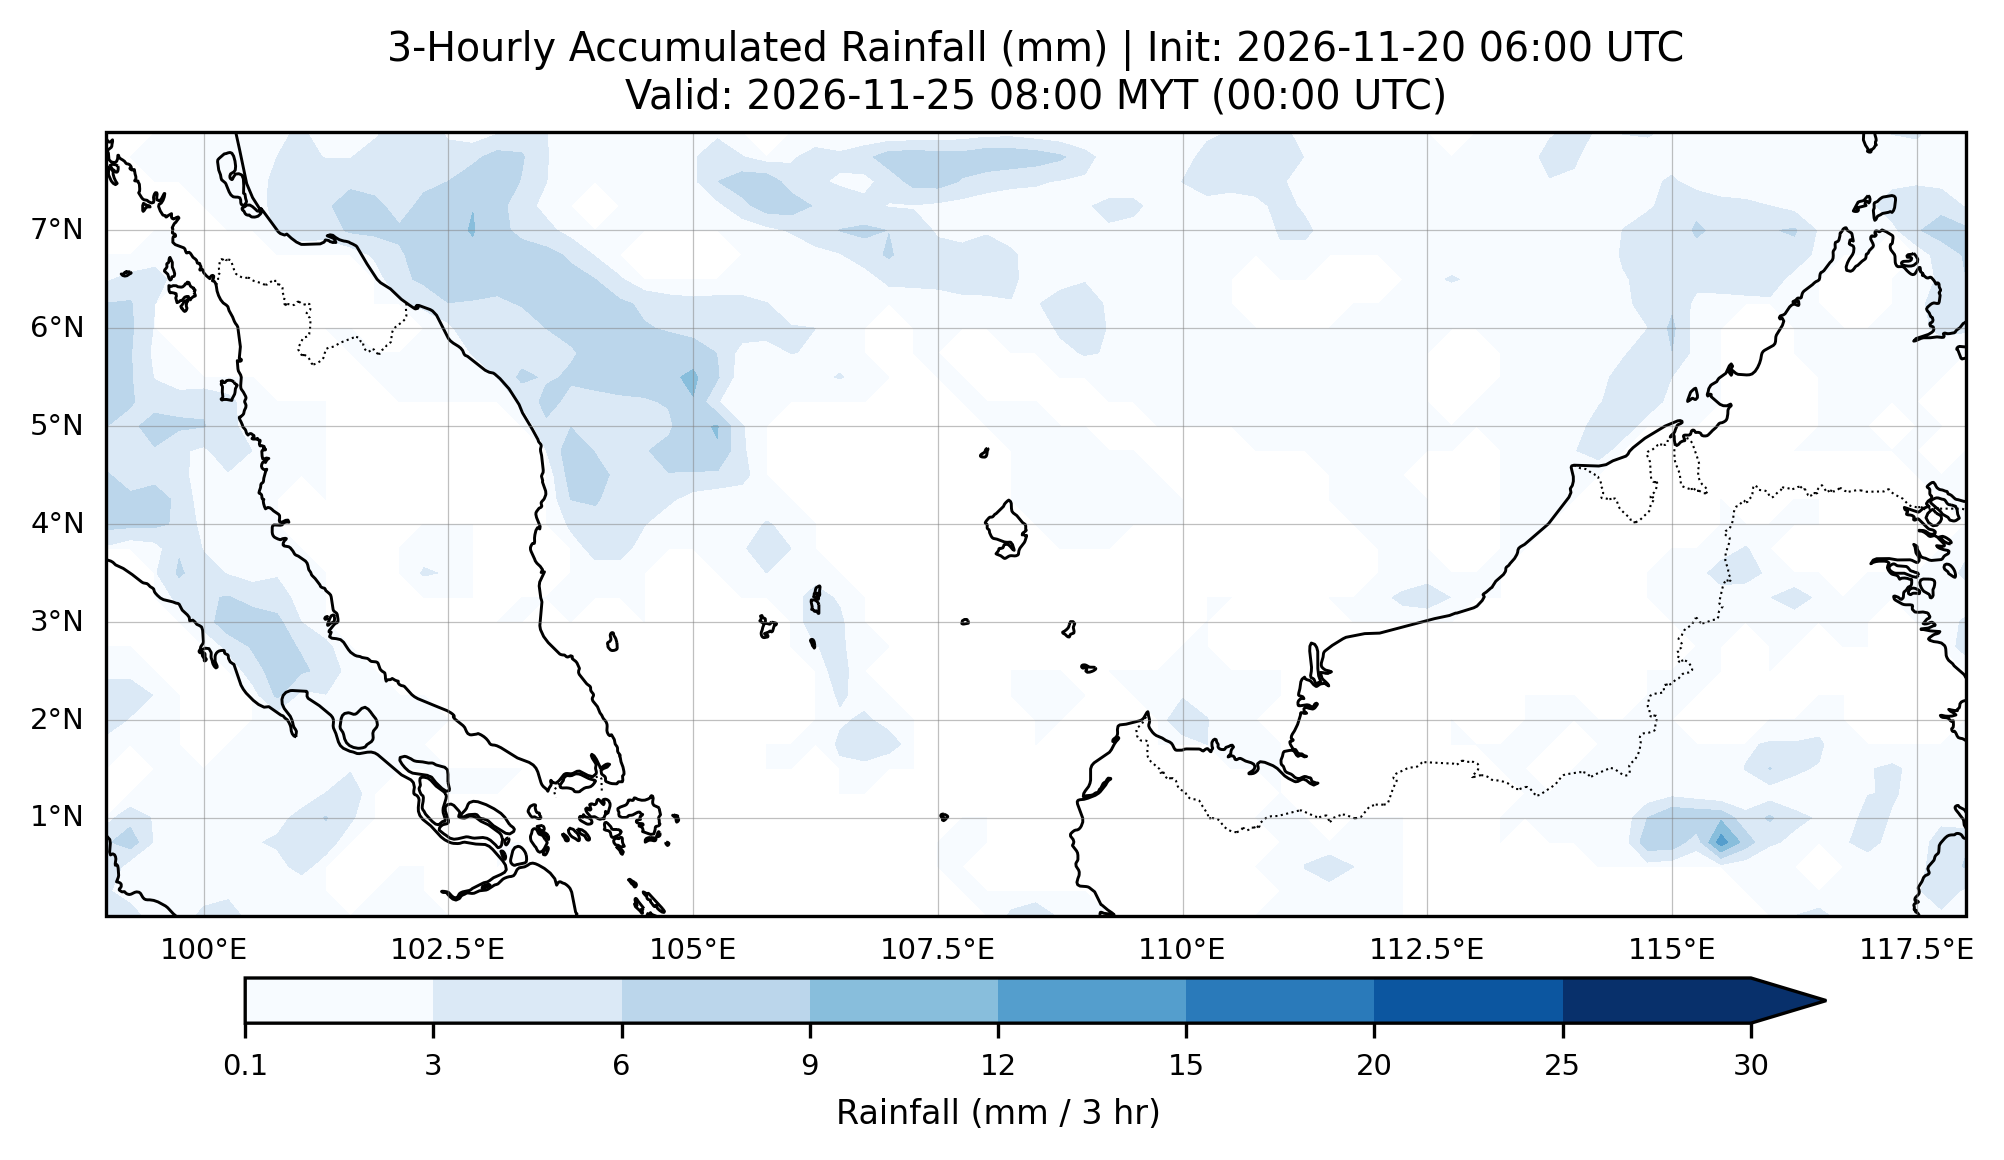 3-Hourly Accumulated Rainfall (mm) | Init: 2026-11-20 06:00 UTC
Valid: 2026-11-25 08:00 MYT (00:00 UTC)
7°N
6°N
5°N
4°N
3°N
2°N
1°N
100°E 102.5°E 105°E 107.5°E 110°E 112.5°E 115°E 117.5°E
0.1 3 6 9 12 15 20 25 30
Rainfall (mm / 3 hr)